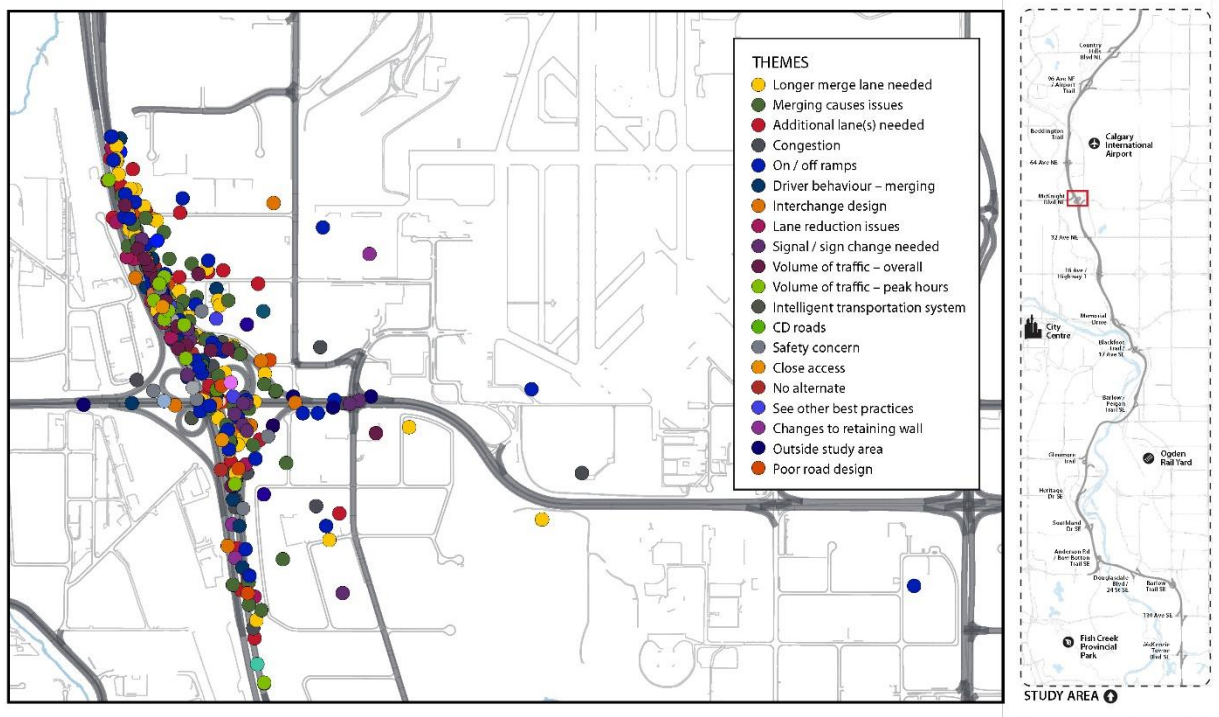 THEMES
Longer merge lane needed
Merging causes issues
Additional lane(s) needed
Congestion
On / off ramps
Driver behaviour – merging
Interchange design
Lane reduction issues
Signal / sign change needed
Volume of traffic – overall
Volume of traffic – peak hours
Intelligent transportation system
CD roads
Safety concern
Close access
No alternate
See other best practices
Changes to retaining wall
Outside study area
Poor road design
Country
Hills
Blvd NE
96 Ave NE
/ Airport
Trail
Beddington
Trail
Calgary
International
Airport
64 Ave NE
McKnight
Blvd NE
32 Ave NE
16 Ave /
Highway 1
Memorial
Drive
City
Centre
Blackfoot
Trail /
17 Ave SE
Barlow /
Peigan
Trail SE
Glenmore
Trail
Ogden
Rail Yard
Heritage
Dr SE
Southland
Dr SE
Anderson Rd
/ Bow Bottom
Trail SE
Douglasdale
Blvd /
24 St SE
Barlow
Trail SE
130 Ave SE
Fish Creek
Provincial
Park
McKenzie
Towne
Blvd SE
STUDY AREA